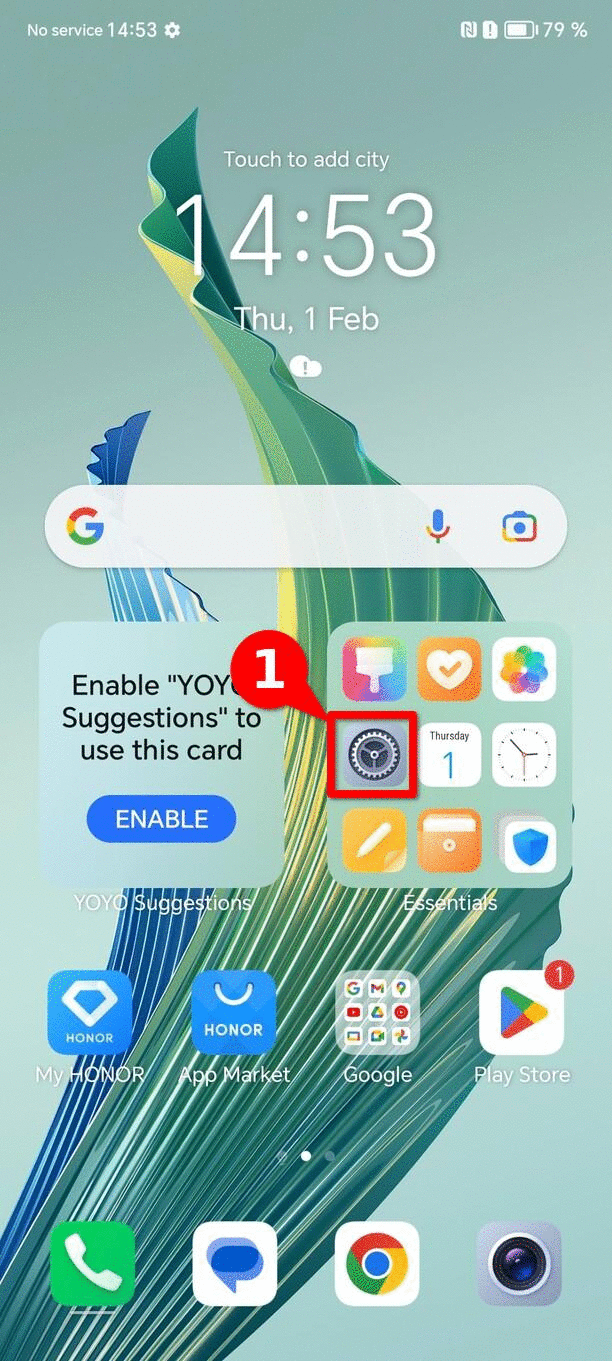 No service 14:53
79 %
Touch to add city
14:53
Thu, 1 Feb
1
Enable "YOYO
Suggestions" to
use this card
ENABLE
Thursday
1
YOYO Suggestions
Essentials
HONOR
HONOR
1
My HONOR
App Market
Google
Play Store